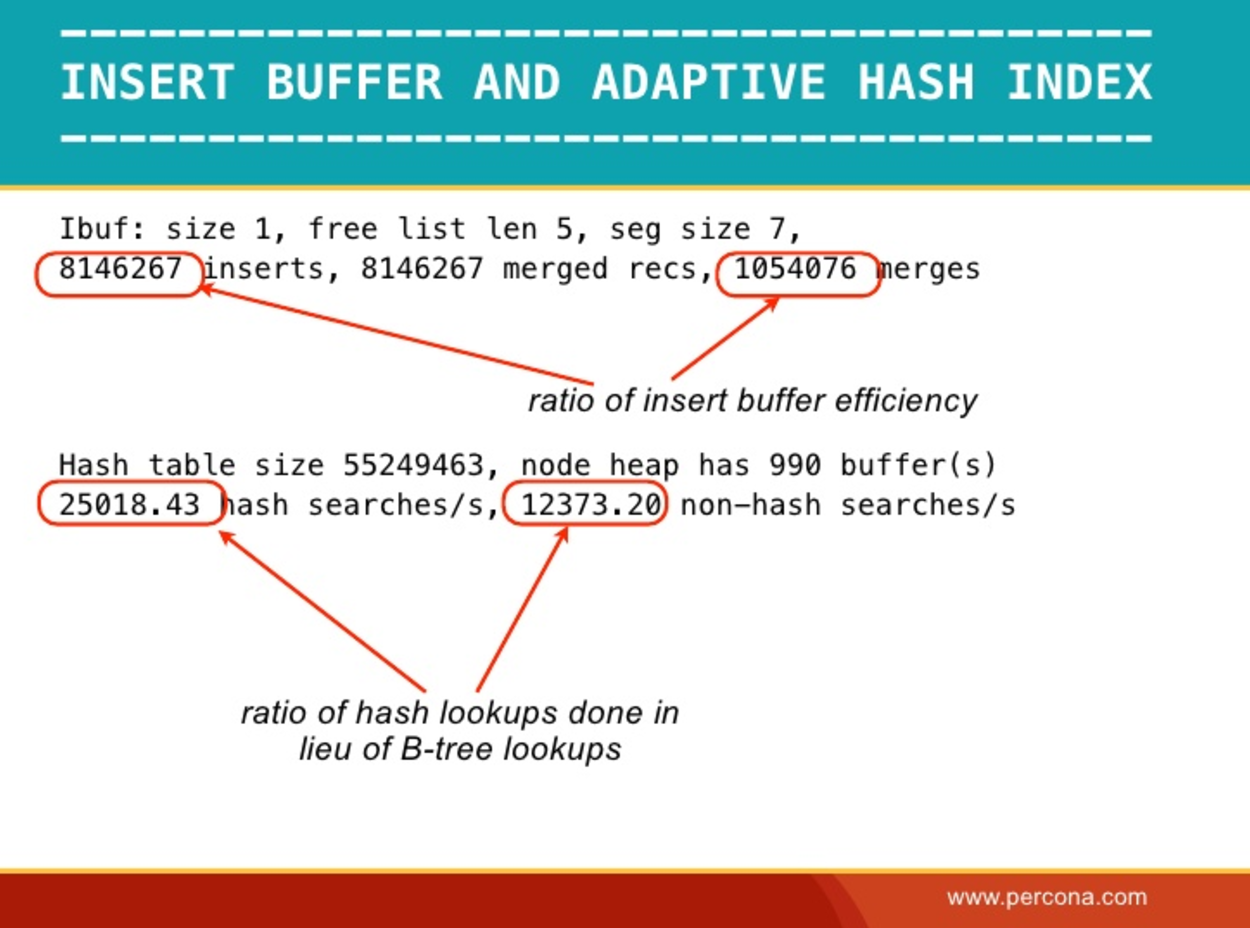 -------------------------------------
INSERT BUFFER AND ADAPTIVE HASH INDEX
-------------------------------------
Ibuf: size 1, free list len 5, seg size 7,
8146267 inserts, 8146267 merged recs, 1054076 merges
ratio of insert buffer efficiency
Hash table size 55249463, node heap has 990 buffer(s)
25018.43 hash searches/s, 12373.20 non-hash searches/s
ratio of hash lookups done in
lieu of B-tree lookups
www.percona.com